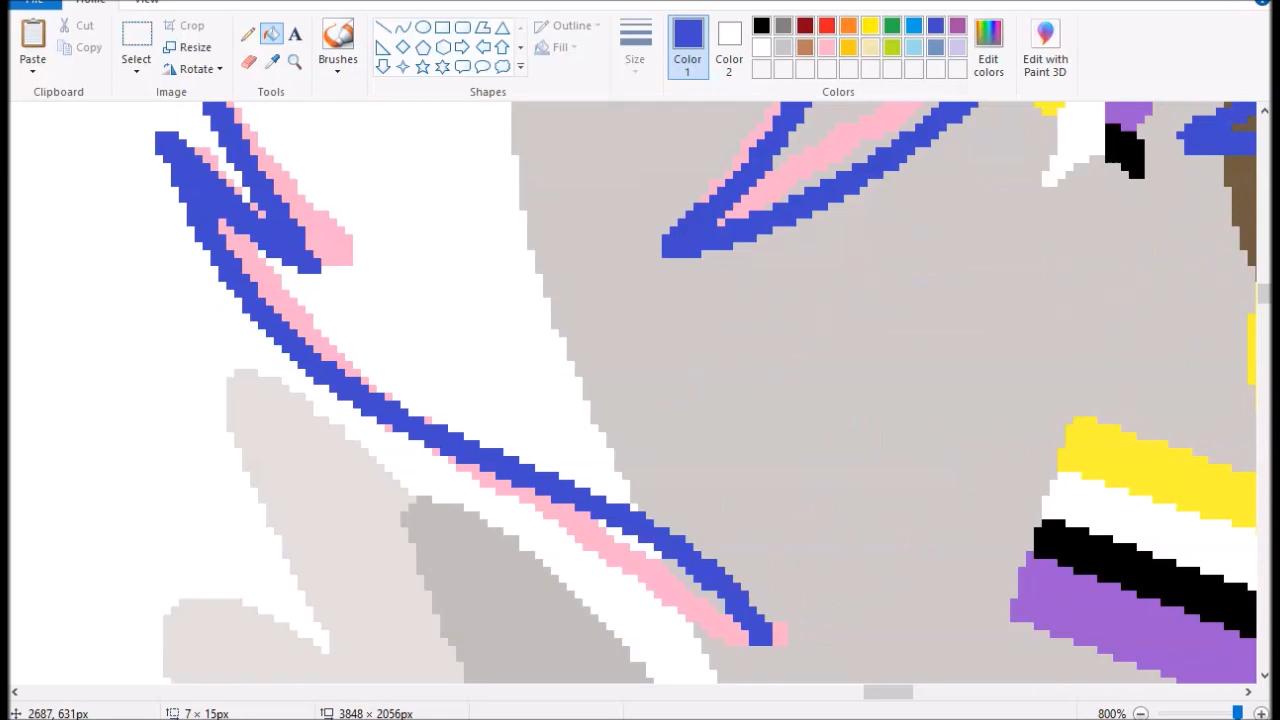 File Home View
Paste
Cut
Copy
Clipboard
Select
Crop
Resize
Rotate
Image
A
Tools
Brushes
Outline
Fill
Shapes
Size
Color 1
Color 2
Edit colors
Edit with Paint 3D
Colors
2687, 631px
7 × 15px
3848 × 2056px
800%